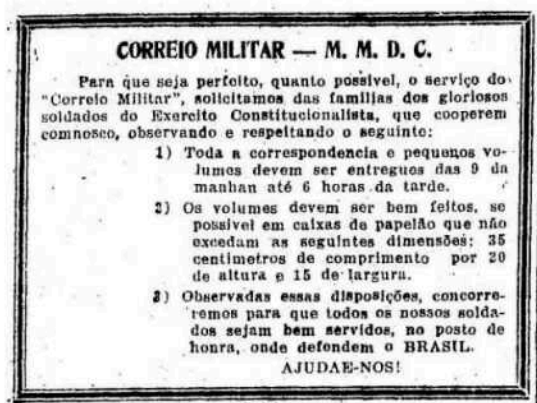 CORREIO MILITAR — M. M. D. C.
Para que seja perfeito, quanto possivel, o serviço do
"Correio Militar", solicitamos das familias dos gloriosos
soldados do Exercito Constitucionalista, que cooperem
comnosco, observando e respeitando o seguinte:
1) Toda a correspondencia e pequenos vo-
lumes devem ser entregues das 9 da
manhan até 6 horas da tarde.
2) Os volumes devem ser bem feitos, se
possivel em caixas de papelão que não
excedam as seguintes dimensões: 35
centimetros de comprimento por 20
de altura e 15 de largura.
3) Observadas essas disposições, concorre-
remos para que todos os nossos solda-
dos sejam bem servidos, no posto de
honra, onde defendem o BRASIL.
AJUDAE-NOS!